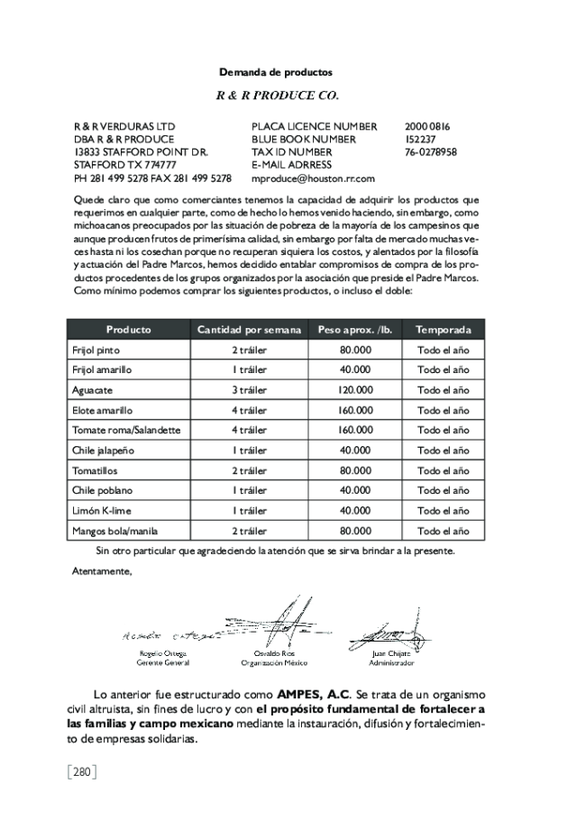 Demanda de productos
R & R PRODUCE CO.
R & R VERDURAS LTD PLACA LICENCE NUMBER 2000 0816
DBA R & R PRODUCE BLUE BOOK NUMBER 152237
13833 STAFFORD POINT DR. TAX ID NUMBER 76-0278958
STAFFORD TX 774777 E-MAIL ADRRESS
PH 281 499 5278 FAX 281 499 5278 mproduce@houston.rr.com
Quede claro que como comerciantes tenemos la capacidad de adquirir los productos que
requerimos en cualquier parte, como de hecho lo hemos venido haciendo, sin embargo, como
michoacanos preocupados por las situación de pobreza de la mayoría de los campesinos que
aunque producen frutos de primerísima calidad, sin embargo por falta de mercado muchas ve-
ces hasta ni los cosechan porque no recuperan siquiera los costos, y alentados por la filosofía
y actuación del Padre Marcos, hemos decidido entablar compromisos de compra de los pro-
ductos procedentes de los grupos organizados por la asociación que preside el Padre Marcos.
Como mínimo podemos comprar los siguientes productos, o incluso el doble:
Producto Cantidad por semana Peso aprox. /lb. Temporada
Frijol pinto 2 tráiler 80.000 Todo el año
Frijol amarillo 1 tráiler 40.000 Todo el año
Aguacate 3 tráiler 120.000 Todo el año
Elote amarillo 4 tráiler 160.000 Todo el año
Tomate roma/Salandette 4 tráiler 160.000 Todo el año
Chile jalapeño 1 tráiler 40.000 Todo el año
Tomatillos 2 tráiler 80.000 Todo el año
Chile poblano 1 tráiler 40.000 Todo el año
Limón K-lime 1 tráiler 40.000 Todo el año
Mangos bola/manila 2 tráiler 80.000 Todo el año
Sin otro particular que agradeciendo la atención que se sirva brindar a la presente.
Atentamente,
Rogelio Ortega Osvaldo Rios Juan Chijate
Gerente General Organización México Administrador
Lo anterior fue estructurado como AMPES, A.C. Se trata de un organismo
civil altruista, sin fines de lucro y con el propósito fundamental de fortalecer a
las familias y campo mexicano mediante la instauración, difusión y fortalecimien-
to de empresas solidarias.
[280]